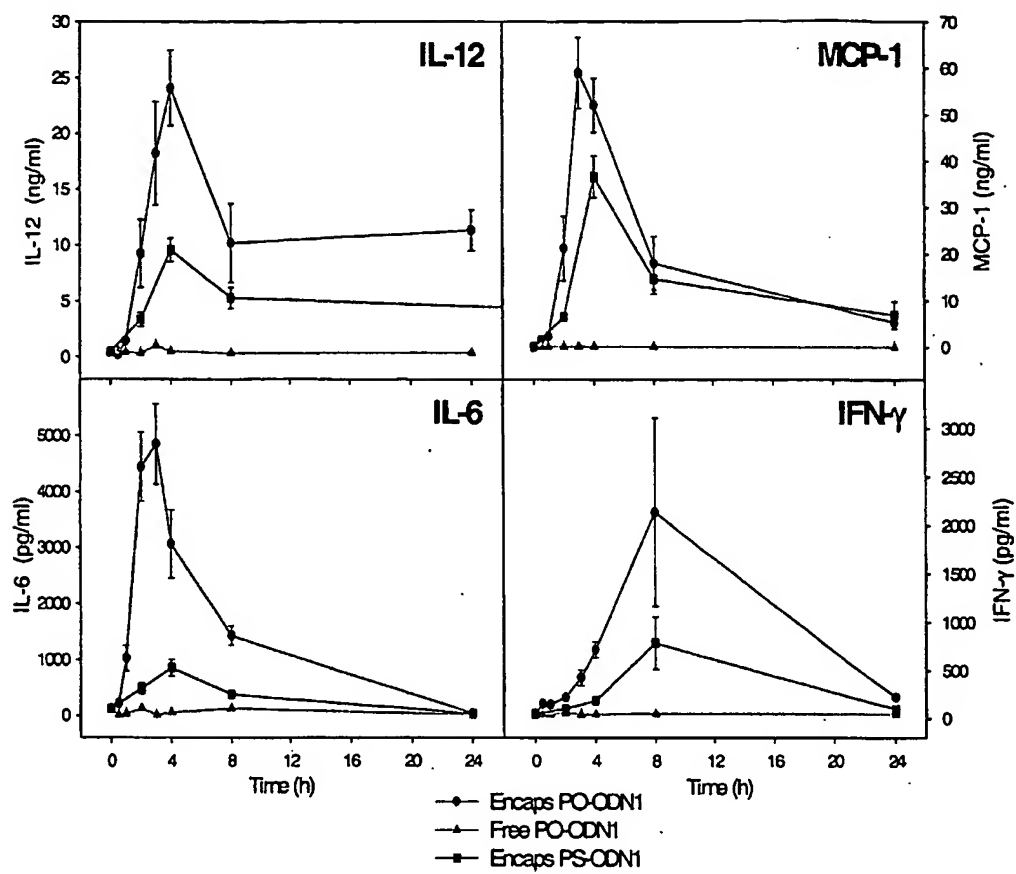 IL-12
30
25
20
15
10
5
0
IL-12 (ng/ml)
MCP-1
70
60
50
40
30
20
10
0
MCP-1 (ng/ml)
IL-6
5000
4000
3000
2000
1000
0
IL-6 (pg/ml)
IFN-γ
3000
2500
2000
1500
1000
500
0
IFN-γ (pg/ml)
0 4 8 12 16 20 24
Time (h)
0 4 8 12 16 20 24
Time (h)
Encaps PO-ODN1
Free PO-ODN1
Encaps PS-ODN1